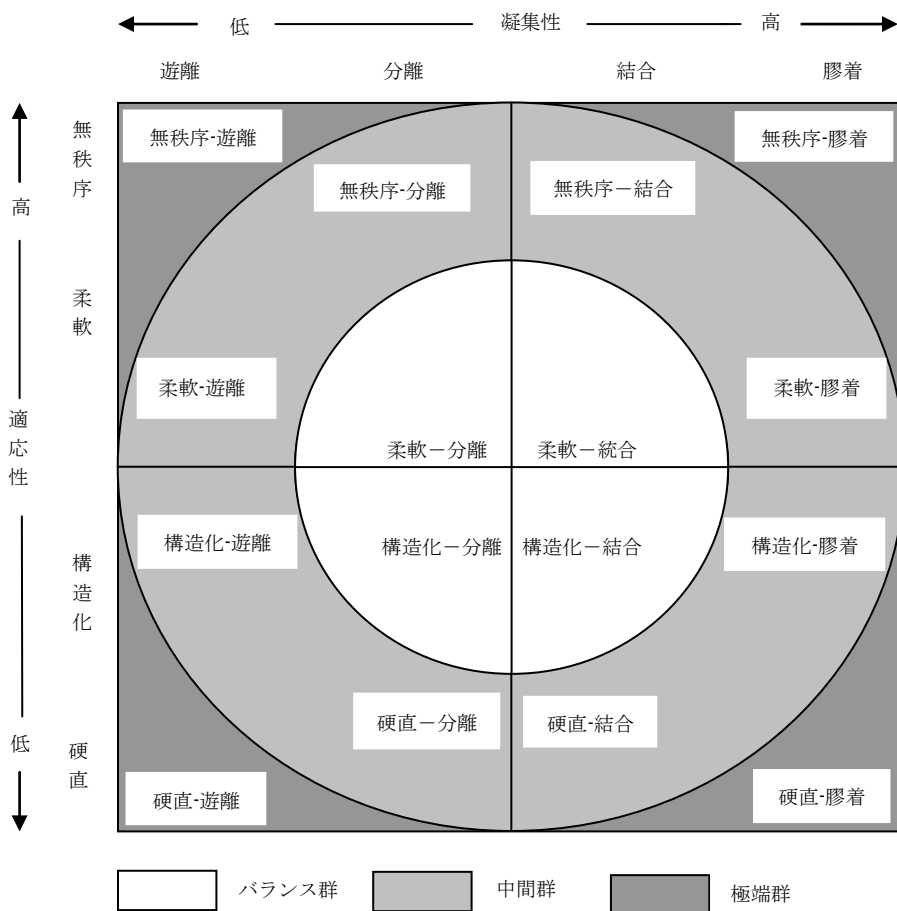 低 凝集性 高
遊離 分離 結合 膠着
高
適応性
低
無秩序
柔軟
構造化
硬直
無秩序-遊離 無秩序-膠着
無秩序-分離 無秩序－結合
柔軟-遊離 柔軟-膠着
柔軟－分離 柔軟－統合
構造化-遊離 構造化－分離 構造化－結合 構造化-膠着
硬直－分離 硬直-結合
硬直-遊離 硬直-膠着
バランス群 中間群 極端群